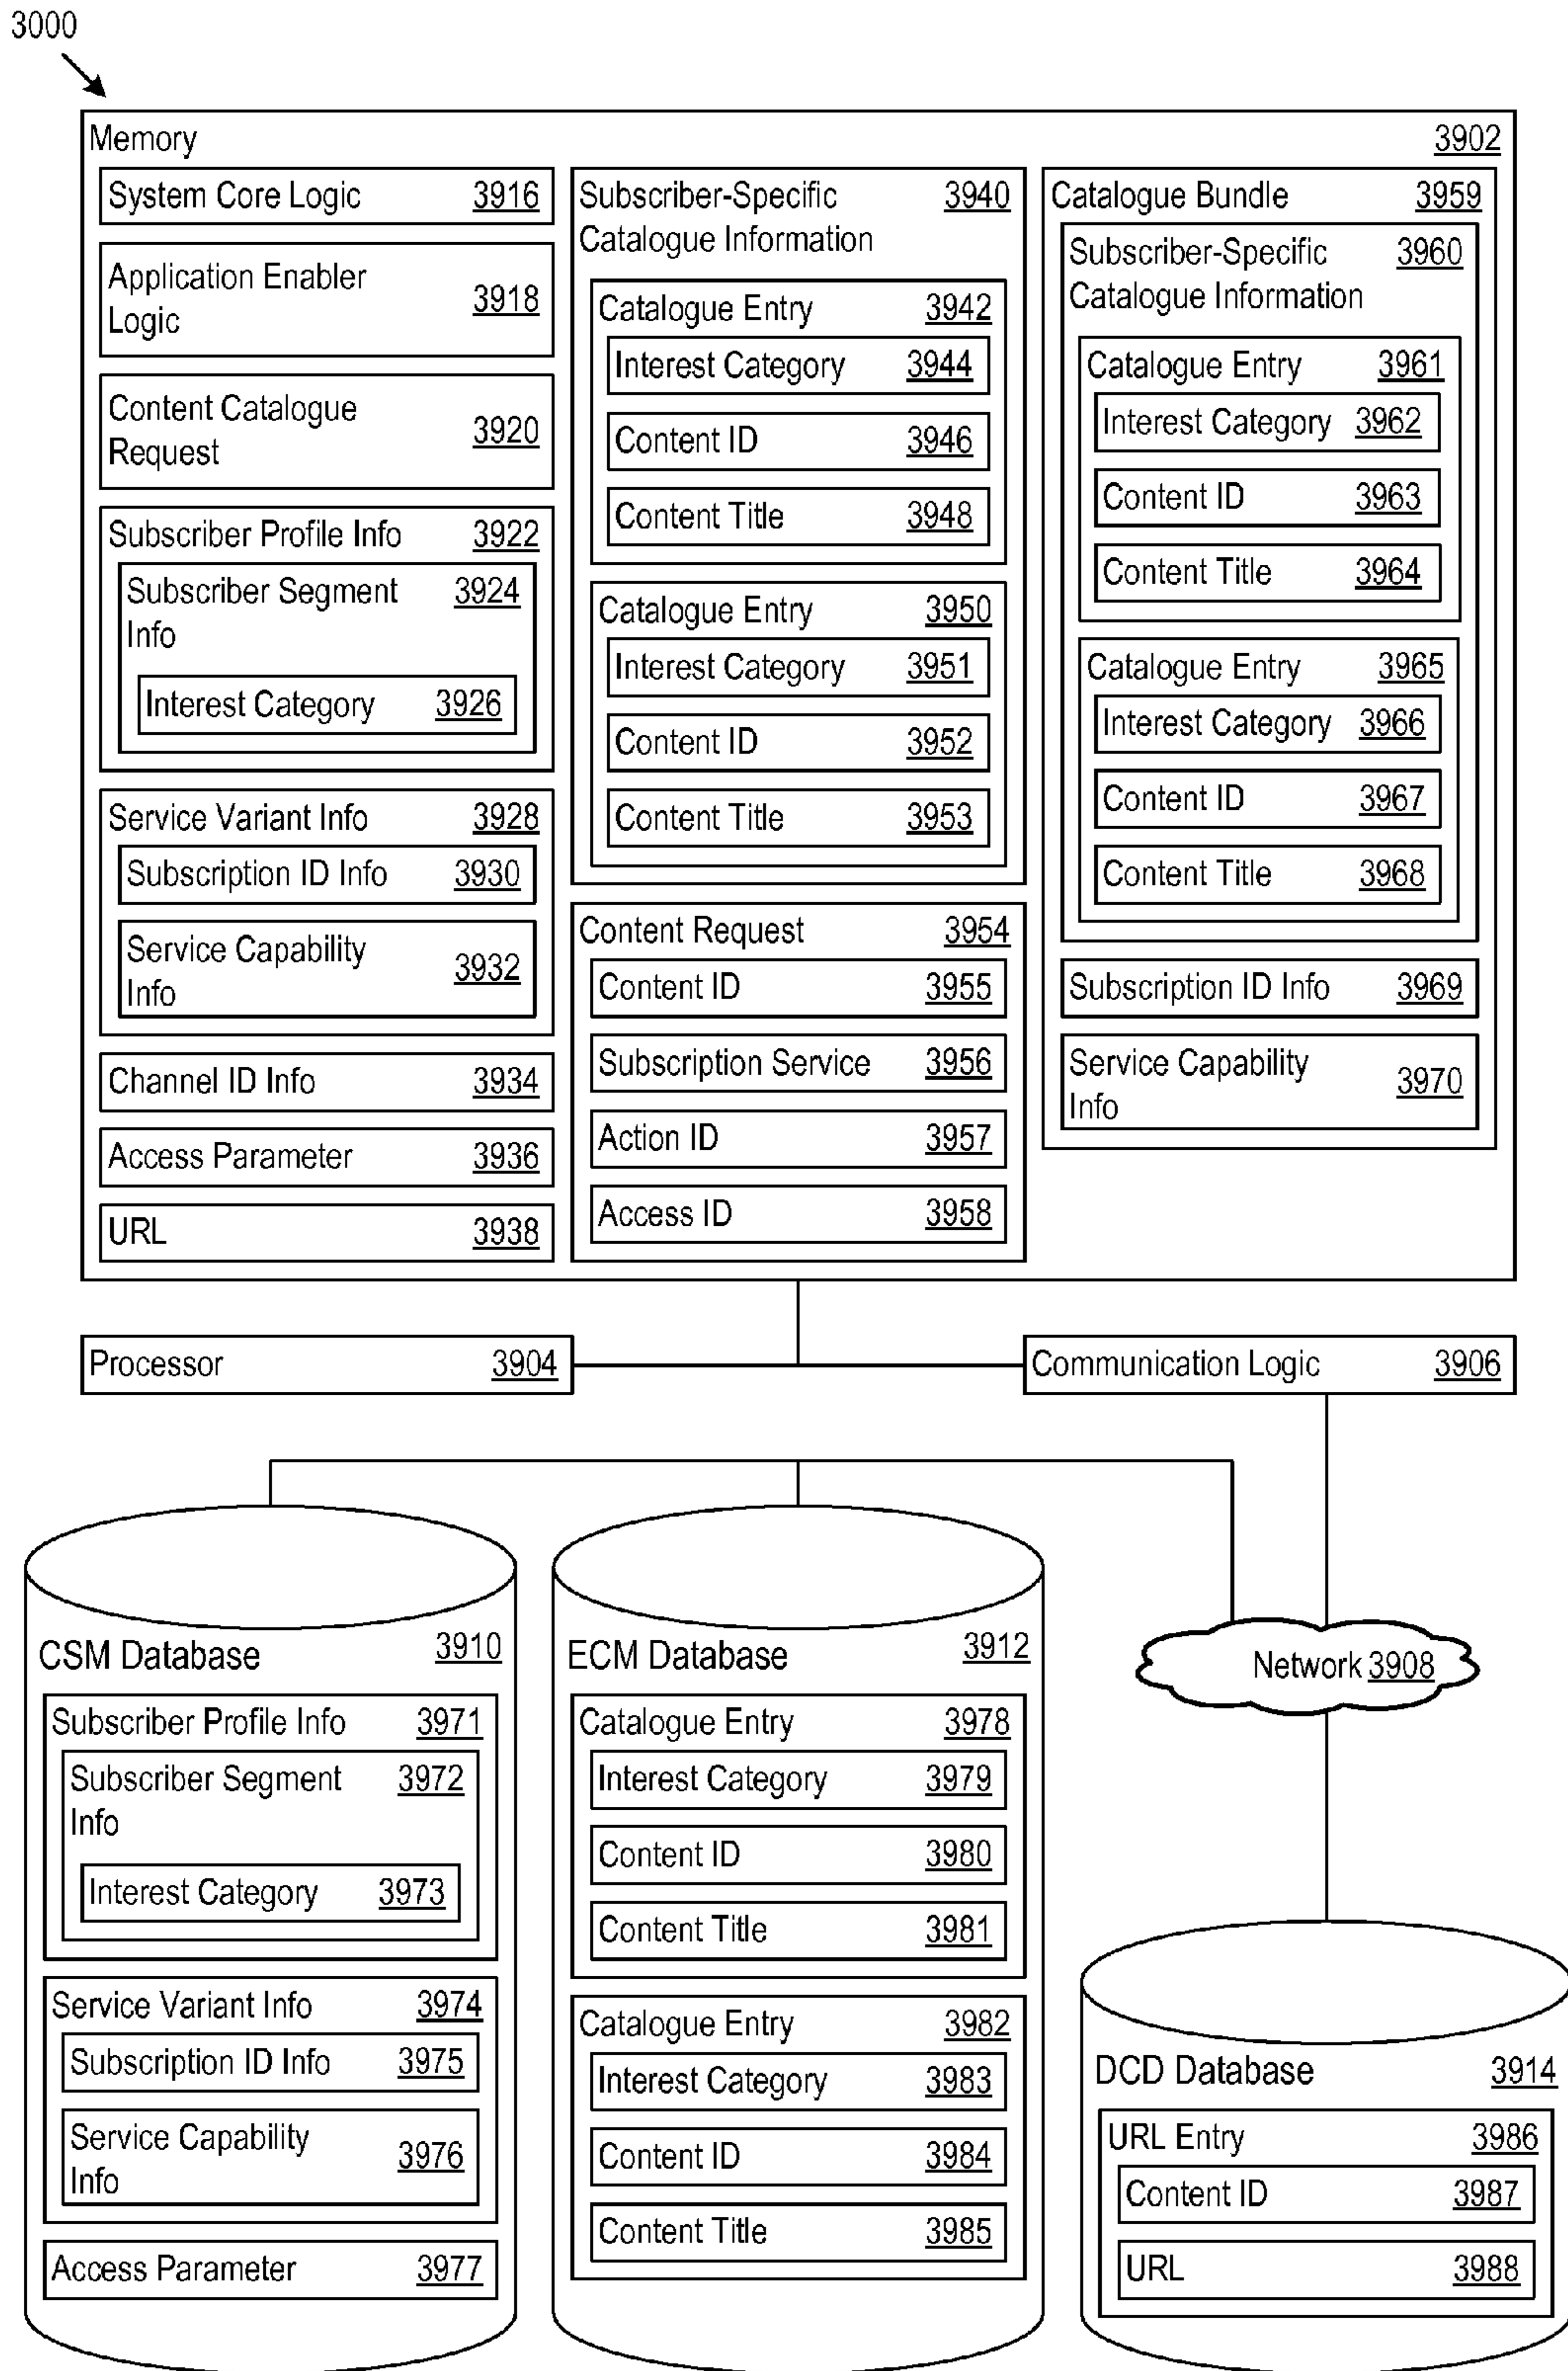 3000
Memory 3902
System Core Logic 3916
Application Enabler
Logic 3918
Content Catalogue
Request 3920
Subscriber Profile Info 3922
Subscriber Segment 3924
Info
Interest Category 3926
Service Variant Info 3928
Subscription ID Info 3930
Service Capability
Info 3932
Channel ID Info 3934
Access Parameter 3936
URL 3938
Subscriber-Specific 3940
Catalogue Information
Catalogue Entry 3942
Interest Category 3944
Content ID 3946
Content Title 3948
Catalogue Entry 3950
Interest Category 3951
Content ID 3952
Content Title 3953
Content Request 3954
Content ID 3955
Subscription Service 3956
Action ID 3957
Access ID 3958
Catalogue Bundle 3959
Subscriber-Specific 3960
Catalogue Information
Catalogue Entry 3961
Interest Category 3962
Content ID 3963
Content Title 3964
Catalogue Entry 3965
Interest Category 3966
Content ID 3967
Content Title 3968
Subscription ID Info 3969
Service Capability
Info 3970
Processor 3904
Communication Logic 3906
Network 3908
CSM Database 3910
Subscriber Profile Info 3971
Subscriber Segment 3972
Info
Interest Category 3973
Service Variant Info 3974
Subscription ID Info 3975
Service Capability
Info 3976
Access Parameter 3977
ECM Database 3912
Catalogue Entry 3978
Interest Category 3979
Content ID 3980
Content Title 3981
Catalogue Entry 3982
Interest Category 3983
Content ID 3984
Content Title 3985
DCD Database 3914
URL Entry 3986
Content ID 3987
URL 3988